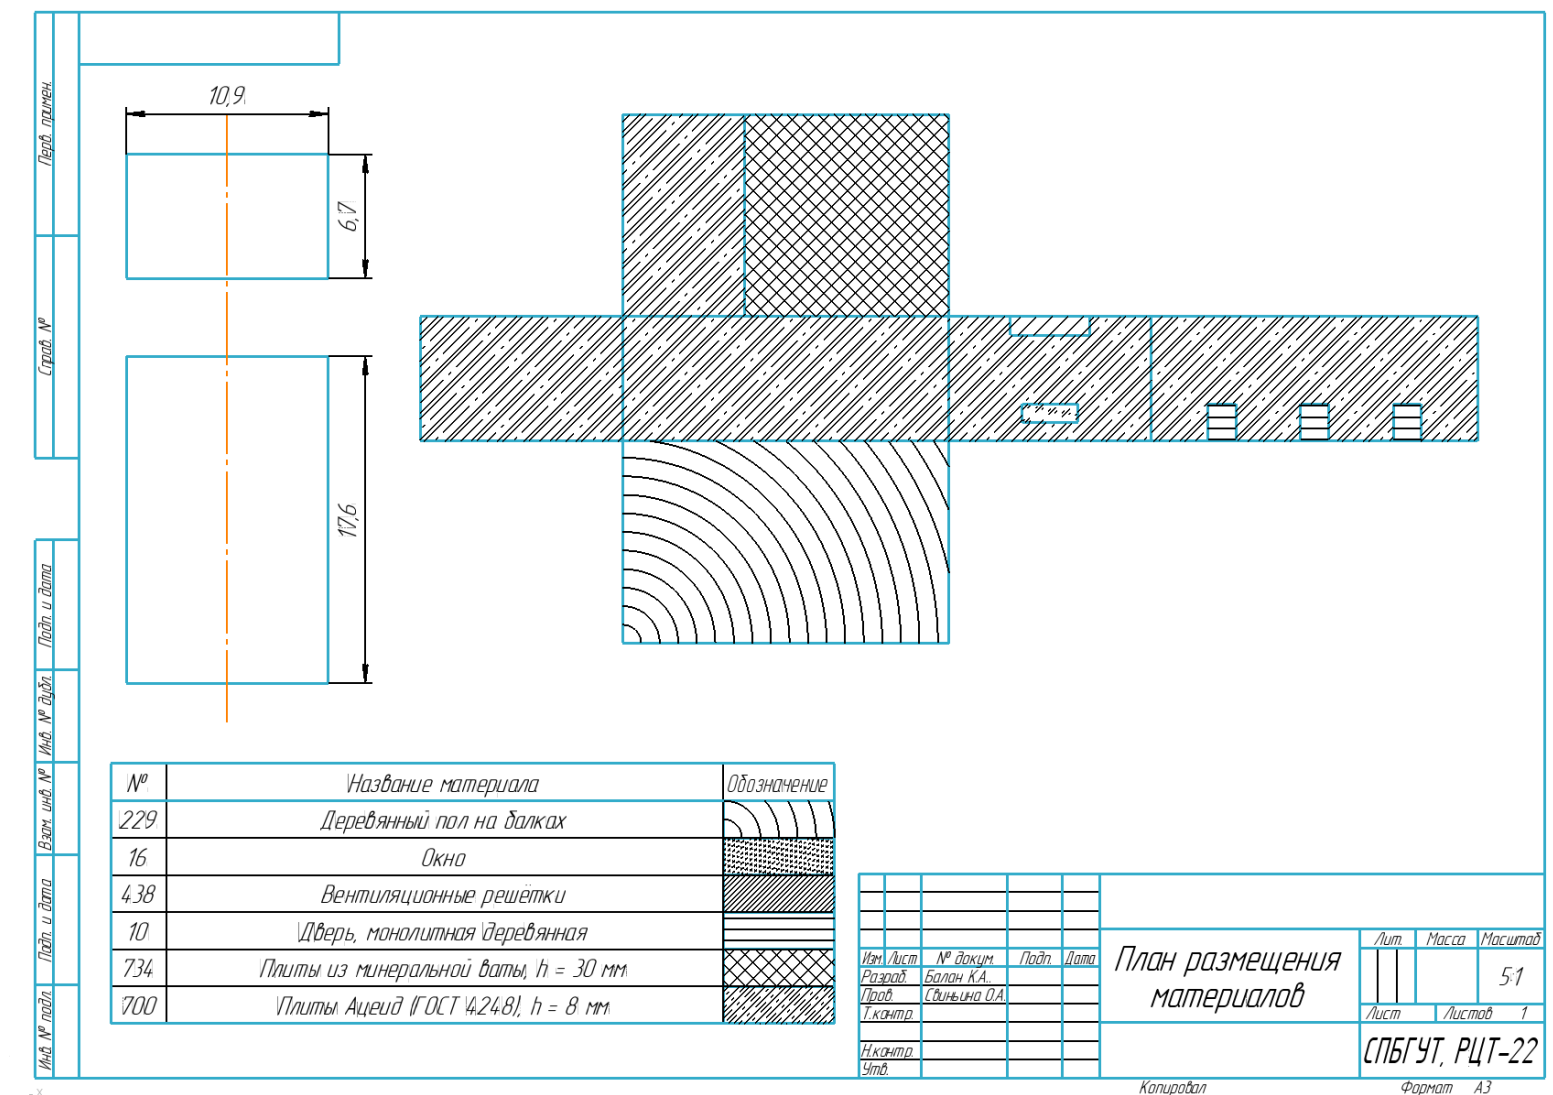 Перв. примен.
Справ. №
Подп. и дата
Инв. № дубл.
Взам. инв. №
Подп. и дата
Инв. № подл.
10,9
6,7
17,6
№ Название материала Обозначение
229 Деревянный пол на балках
16 Окно
438 Вентиляционные решётки
10 Дверь, монолитная деревянная
734 Плиты из минеральной ваты, h = 30 мм
700 Плиты Ацеид (ГОСТ 4248), h = 8 мм
Изм. Лист № докум. Подп. Дата
Разраб. Балан К.А.
Пров. Свиньина О.А.
Т.контр.
Н.контр.
Утв.
План размещения
материалов
Лит. Масса Масштаб
5:1
Лист Листов 1
СПБГУТ, РЦТ-22
Копировал Формат А3